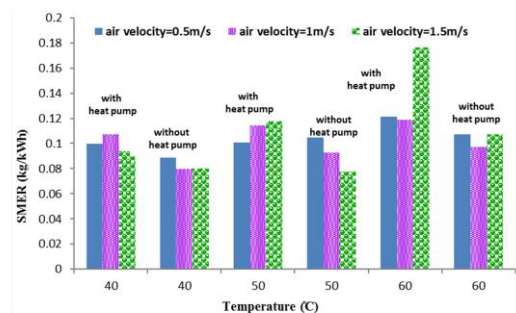 0.2
0.18
0.16
0.14
0.12
0.1
0.08
0.06
0.04
0.02
0
SMER (kg/kWh)
air velocity=0.5m/s air velocity=1m/s air velocity=1.5m/s
with
heat pump
without
heat pump
with
heat pump
without
heat pump
with
heat pump
without
heat pump
40 40 50 50 60 60
Temperature (ºC)